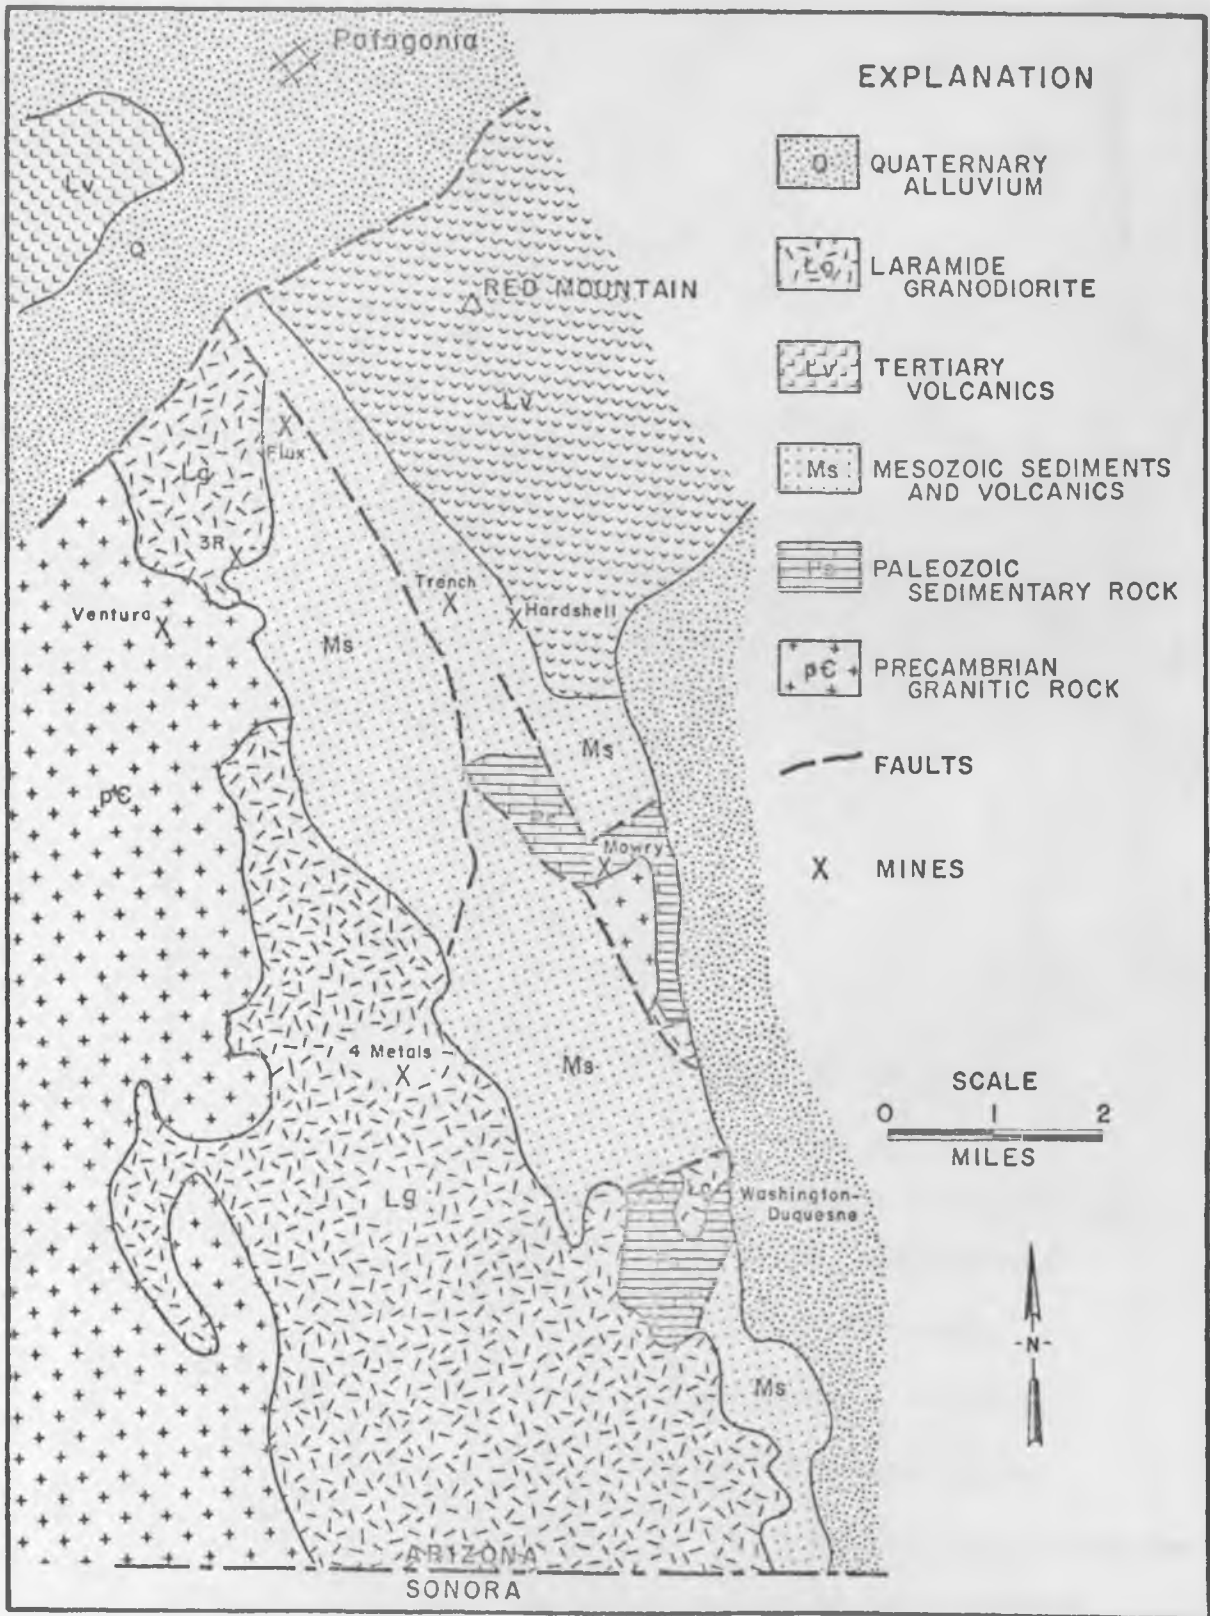 Patagonia
EXPLANATION
Q
QUATERNARY
ALLUVIUM
Lg
LARAMIDE
GRANODIORITE
Lv
TERTIARY
VOLCANICS
Ms
MESOZOIC SEDIMENTS
AND VOLCANICS
Ps
PALEOZOIC
SEDIMENTARY ROCK
p€
PRECAMBRIAN
GRANITIC ROCK
FAULTS
X
MINES
Lv
Q
RED MOUNTAIN
Lv
X
Flux
Lg
3R
X
Trench
X
X
Hardshell
Ventura
X
Ms
Ms
p€
Mowry
X
4 Metals
X
Ms
SCALE
0 1 2
MILES
Lg
Washington-
Duquesne
-N-
Ms
ARIZONA
SONORA